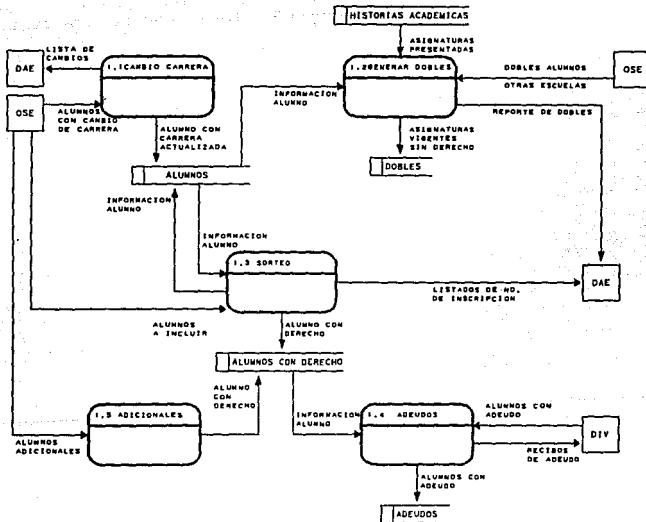 HISTORIAS ACADEMICAS
LISTA DE
CAMBIOS
DAE
1.1CAMBIO CARRERA
ASIGNATURAS
PRESENTADAS
1.2GENERAR DOBLES
DOBLES ALUMNOS
OTRAS ESCUELAS
OSE
OSE
ALUMNOS
CON CAMBIO
DE CARRERA
INFORMACION
ALUMNO
REPORTE DE DOBLES
ALUMNO CON
CARRERA
ACTUALIZADA
ASIGNATURAS
VIGENTES
SIN DERECHO
ALUMNOS
DOBLES
INFORMACION
ALUMNO
INFORMACION
ALUMNO
1.3 SORTEO
LISTADOS DE NO.
DE INSCRIPCION
DAE
ALUMNOS
A INCLUIR
ALUMNO CON
DERECHO
ALUMNOS CON DERECHO
ALUMNO
CON
DERECHO
1.5 ADICIONALES
INFORMACION
ALUMNO
1.4 ADEUDOS
ALUMNOS CON
ADEUDO
DIV
ALUMNOS
ADICIONALES
RECIBOS
DE ADEUDO
ALUMNOS CON
ADEUDO
ADEUDOS